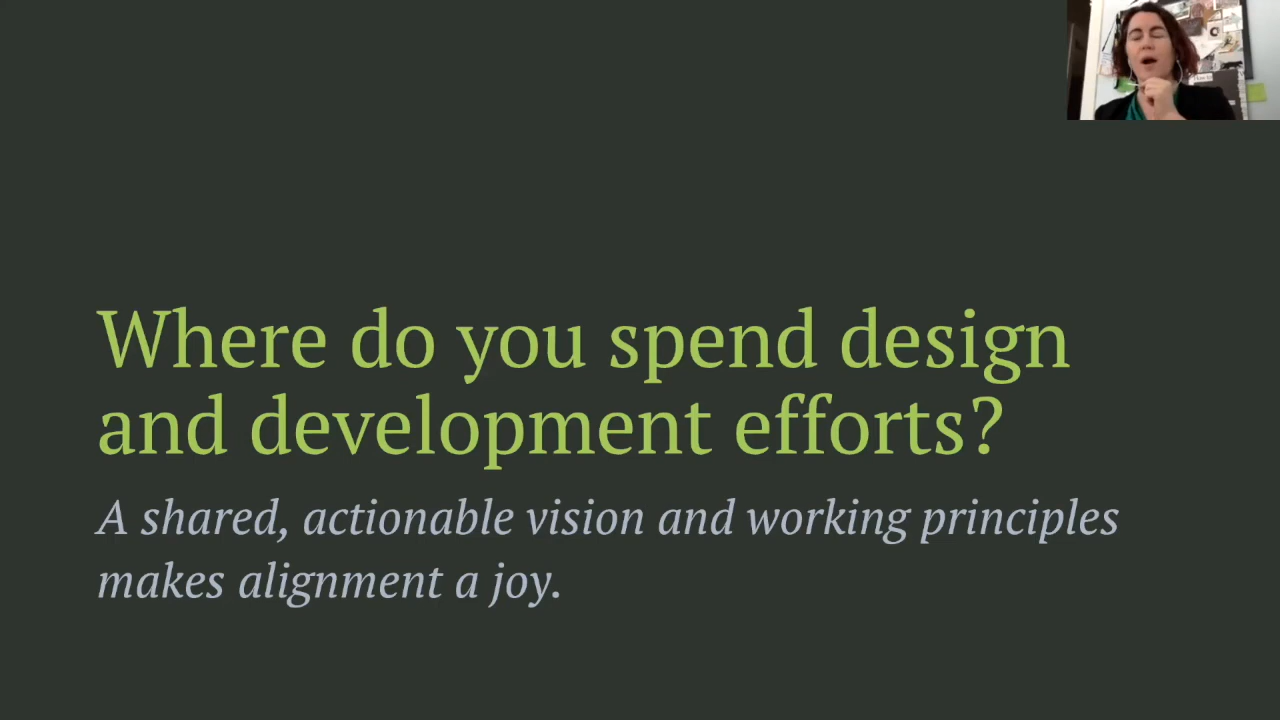 Where do you spend design
and development efforts?
A shared, actionable vision and working principles
makes alignment a joy.